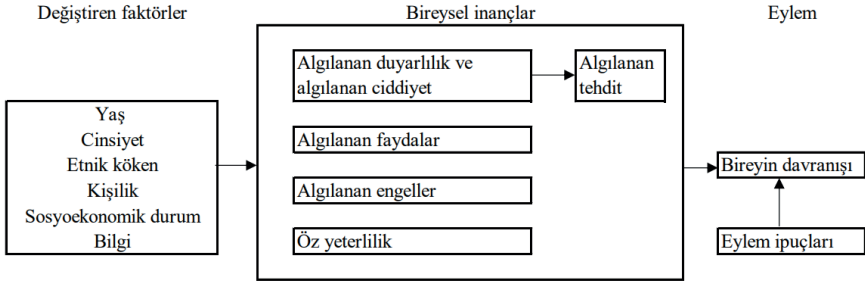 Değiştiren faktörler
Bireysel inançlar
Eylem
Yaş
Cinsiyet
Etnik köken
Kişilik
Sosyoekonomik durum
Bilgi
Algılanan duyarlılık ve
algılanan ciddiyet
Algılanan
tehdit
Algılanan faydalar
Algılanan engeller
Öz yeterlilik
Bireyin davranışı
Eylem ipuçları